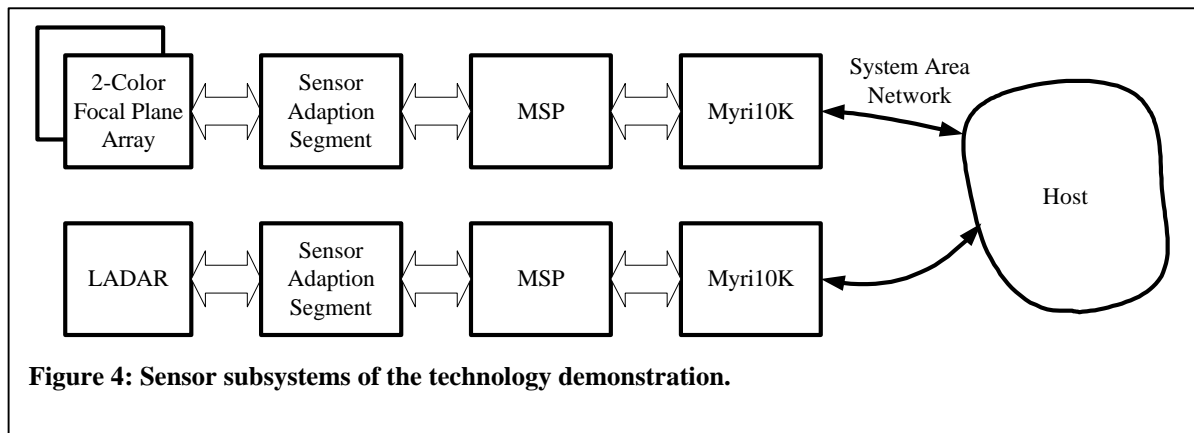 2-Color
Focal Plane
Array
Sensor
Adaption
Segment
MSP
Myri10K
System Area
Network
Host
LADAR
Sensor
Adaption
Segment
MSP
Myri10K
Figure 4: Sensor subsystems of the technology demonstration.